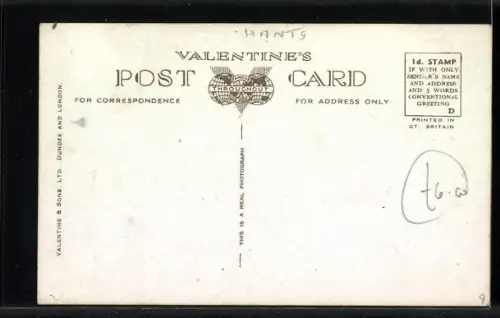 HANTS
VALENTINE'S
POST CARD
THROUGHOUT
FOR CORRESPONDENCE
FOR ADDRESS ONLY
1d. STAMP
IF WITH ONLY
SENDER'S NAME
AND ADDRESS
AND 5 WORDS
CONVENTIONAL
GREETING
D
PRINTED IN
GT. BRITAIN
VALENTINE & SONS, LTD. DUNDEE AND LONDON.
THIS IS A REAL PHOTOGRAPH
£6-00
9